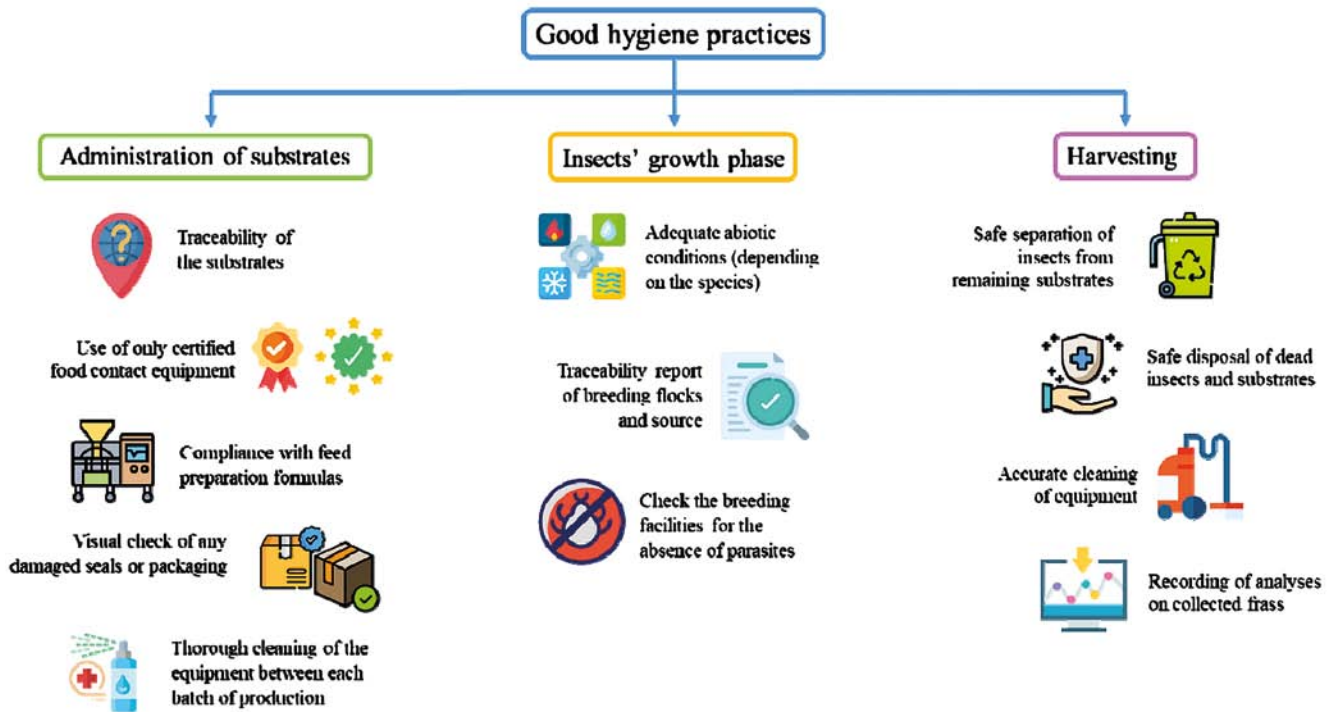 Good hygiene practices
Administration of substrates
Traceability of
the substrates
Use of only certified
food contact equipment
Compliance with feed
preparation formulas
Visual check of any
damaged seals or packaging
Thorough cleaning of the
equipment between each
batch of production
Insects' growth phase
Adequate abiotic
conditions (depending
on the species)
Traceability report
of breeding flocks
and source
Check the breeding
facilities for the
absence of parasites
Harvesting
Safe separation of
insects from
remaining substrates
Safe disposal of dead
insects and substrates
Accurate cleaning
of equipment
Recording of analyses
on collected frass